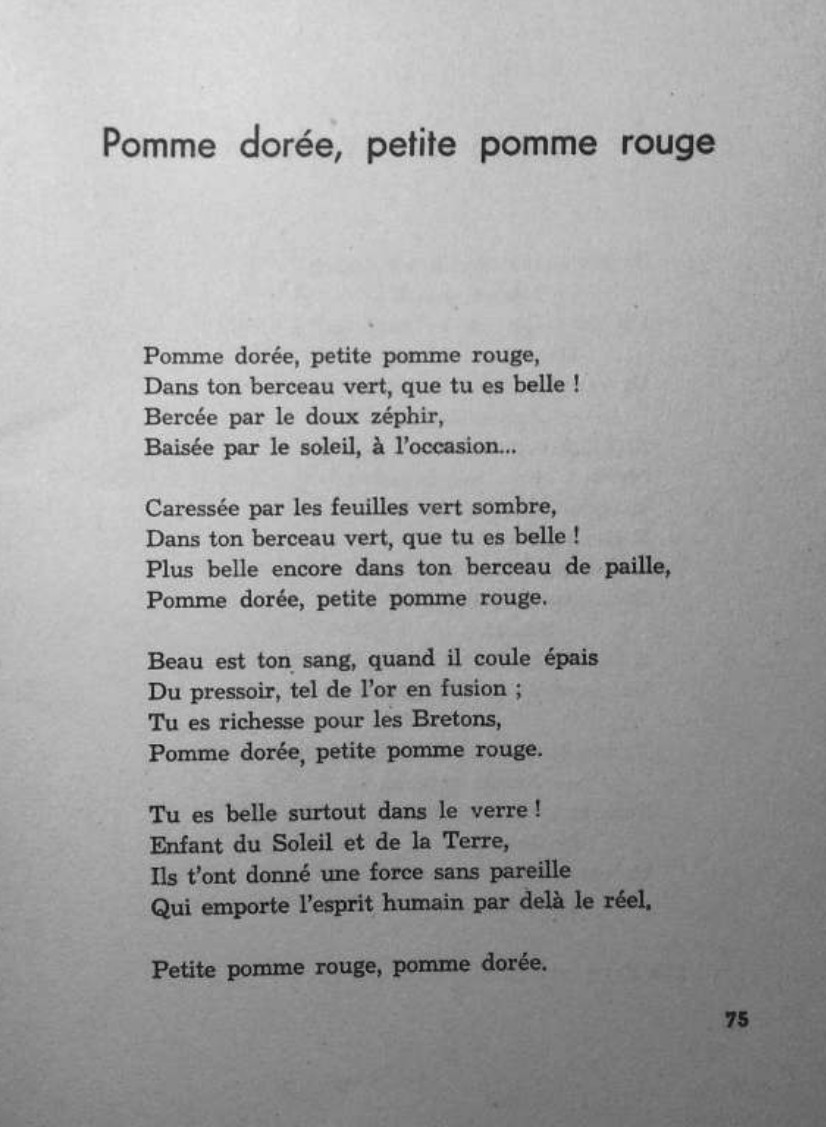 Pomme dorée, petite pomme rouge
Pomme dorée, petite pomme rouge,
Dans ton berceau vert, que tu es belle !
Bercée par le doux zéphir,
Baisée par le soleil, à l'occasion...
Caressée par les feuilles vert sombre,
Dans ton berceau vert, que tu es belle !
Plus belle encore dans ton berceau de paille,
Pomme dorée, petite pomme rouge.
Beau est ton sang, quand il coule épais
Du pressoir, tel de l'or en fusion ;
Tu es richesse pour les Bretons,
Pomme dorée, petite pomme rouge.
Tu es belle surtout dans le verre !
Enfant du Soleil et de la Terre,
Ils t'ont donné une force sans pareille
Qui emporte l'esprit humain par delà le réel,
Petite pomme rouge, pomme dorée.
75